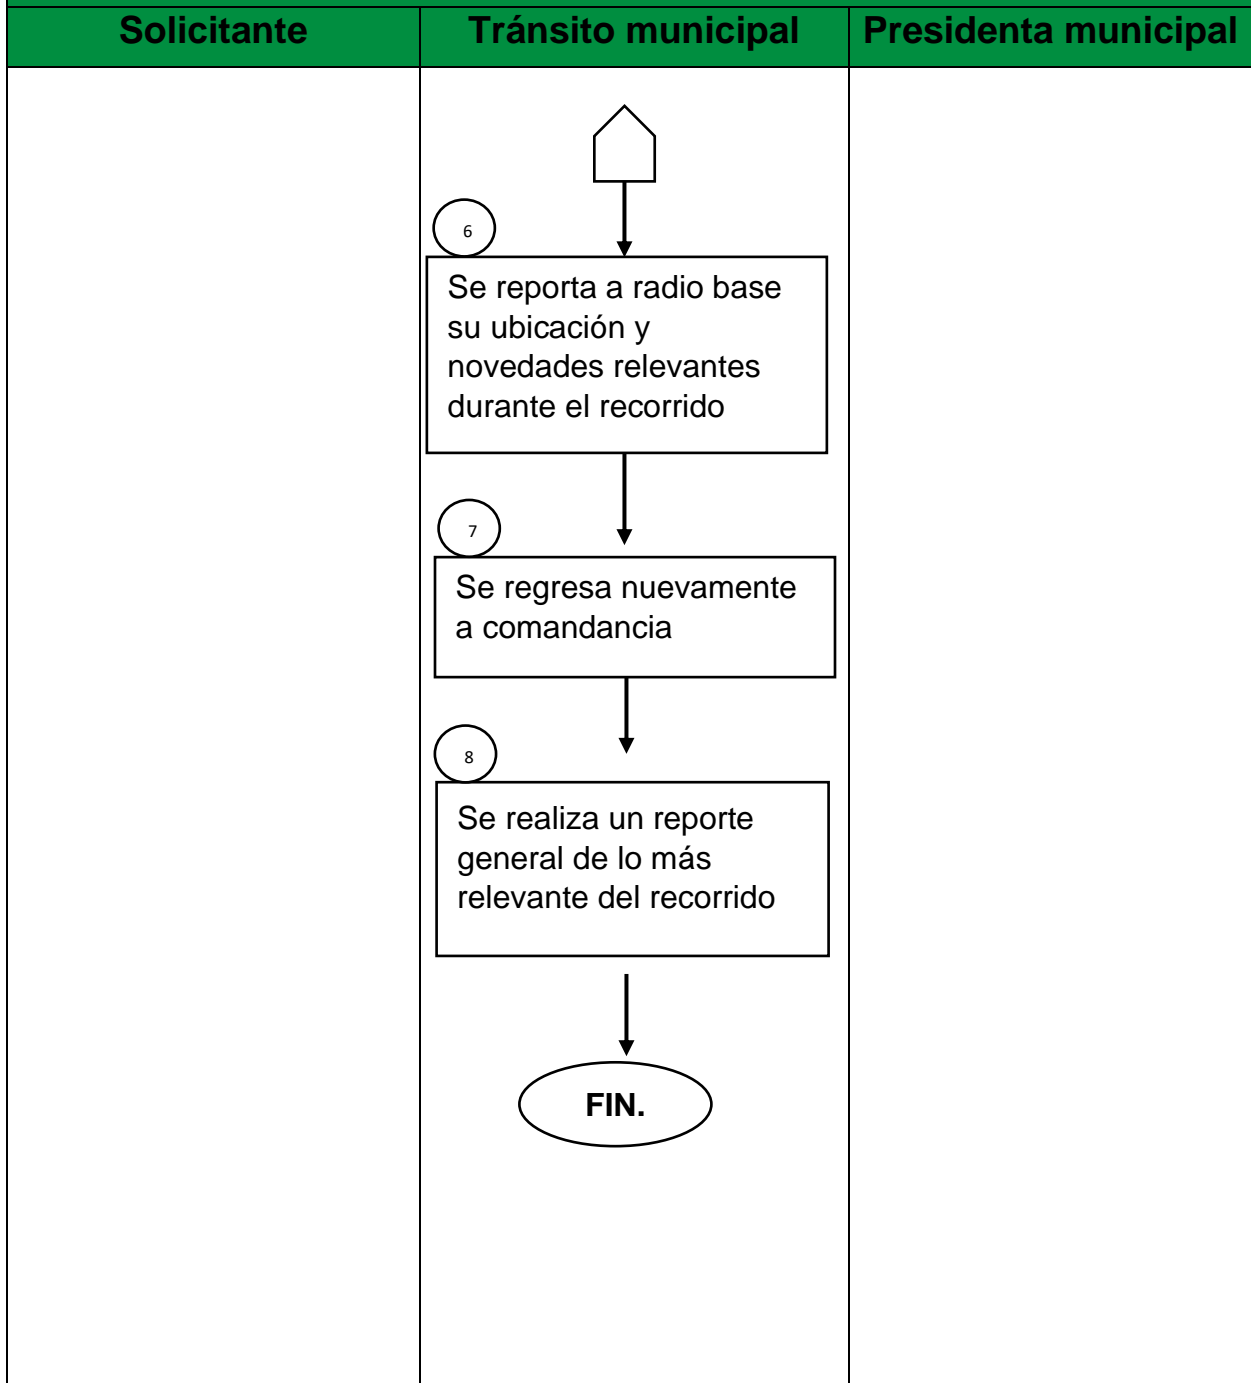 Solicitante
Tránsito municipal
Presidenta municipal
6
Se reporta a radio base
su ubicación y
novedades relevantes
durante el recorrido
7
Se regresa nuevamente
a comandancia
8
Se realiza un reporte
general de lo más
relevante del recorrido
FIN.